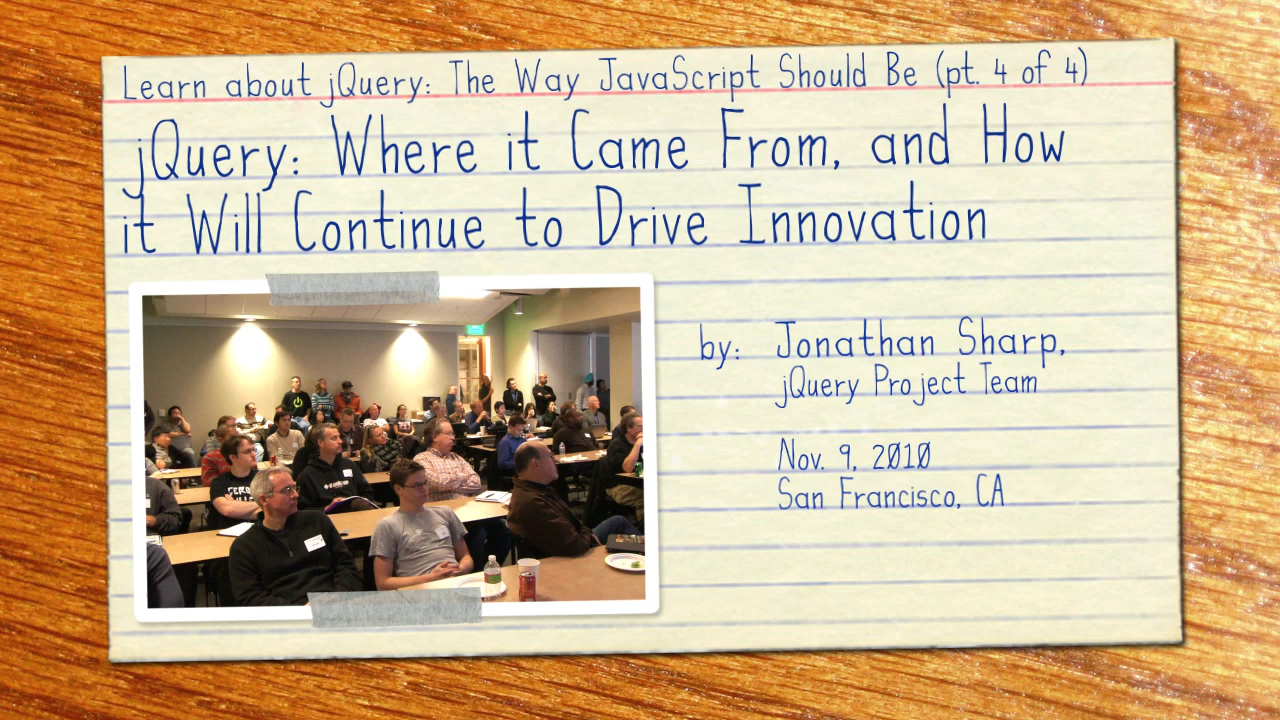 Learn about jQuery: The Way JavaScript Should Be (pt. 4 of 4)
jQuery: Where it Came From, and How
it Will Continue to Drive Innovation
by: Jonathan Sharp,
jQuery Project Team
Nov. 9, 2010
San Francisco, CA